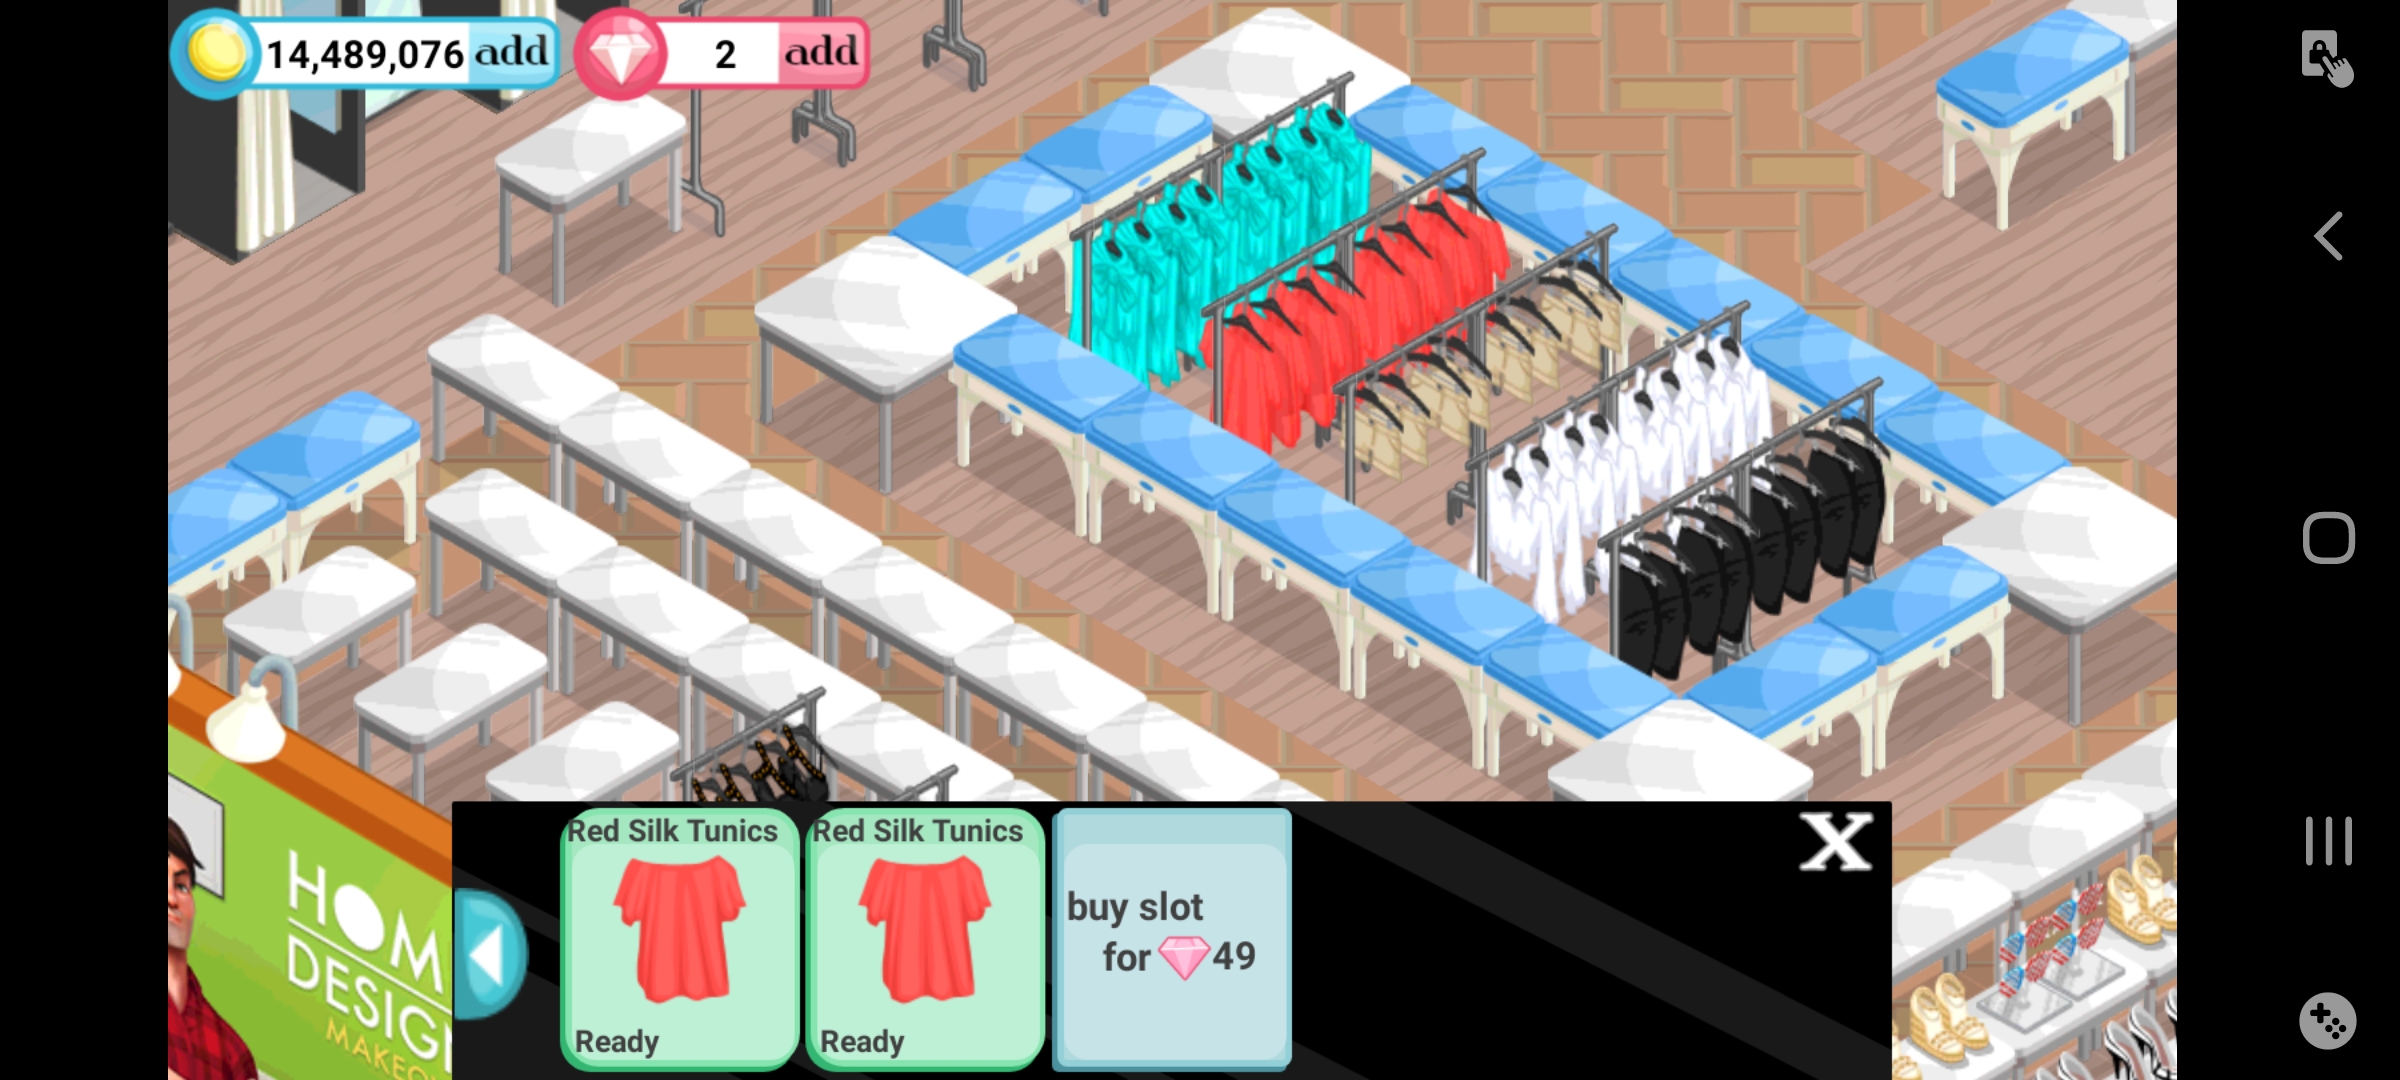 14,489,076 add
2 add
Red Silk Tunics
Ready
Red Silk Tunics
Ready
buy slot
for 49
X
HOM
DESIG
MAKEO